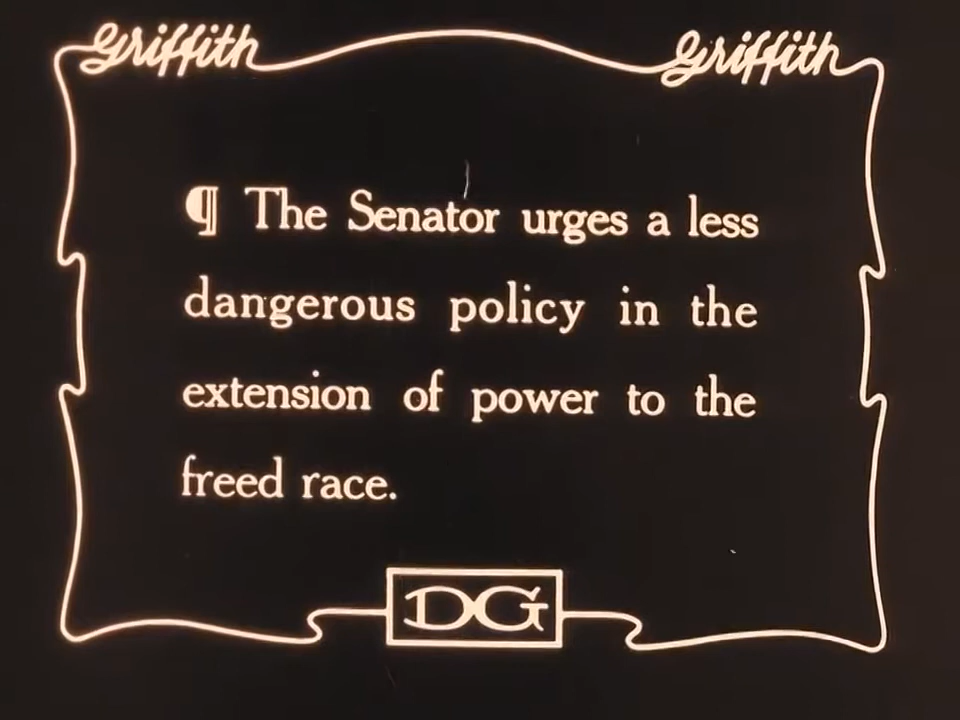 Griffith Griffith
¶ The Senator urges a less
dangerous policy in the
extension of power to the
freed race.
DG